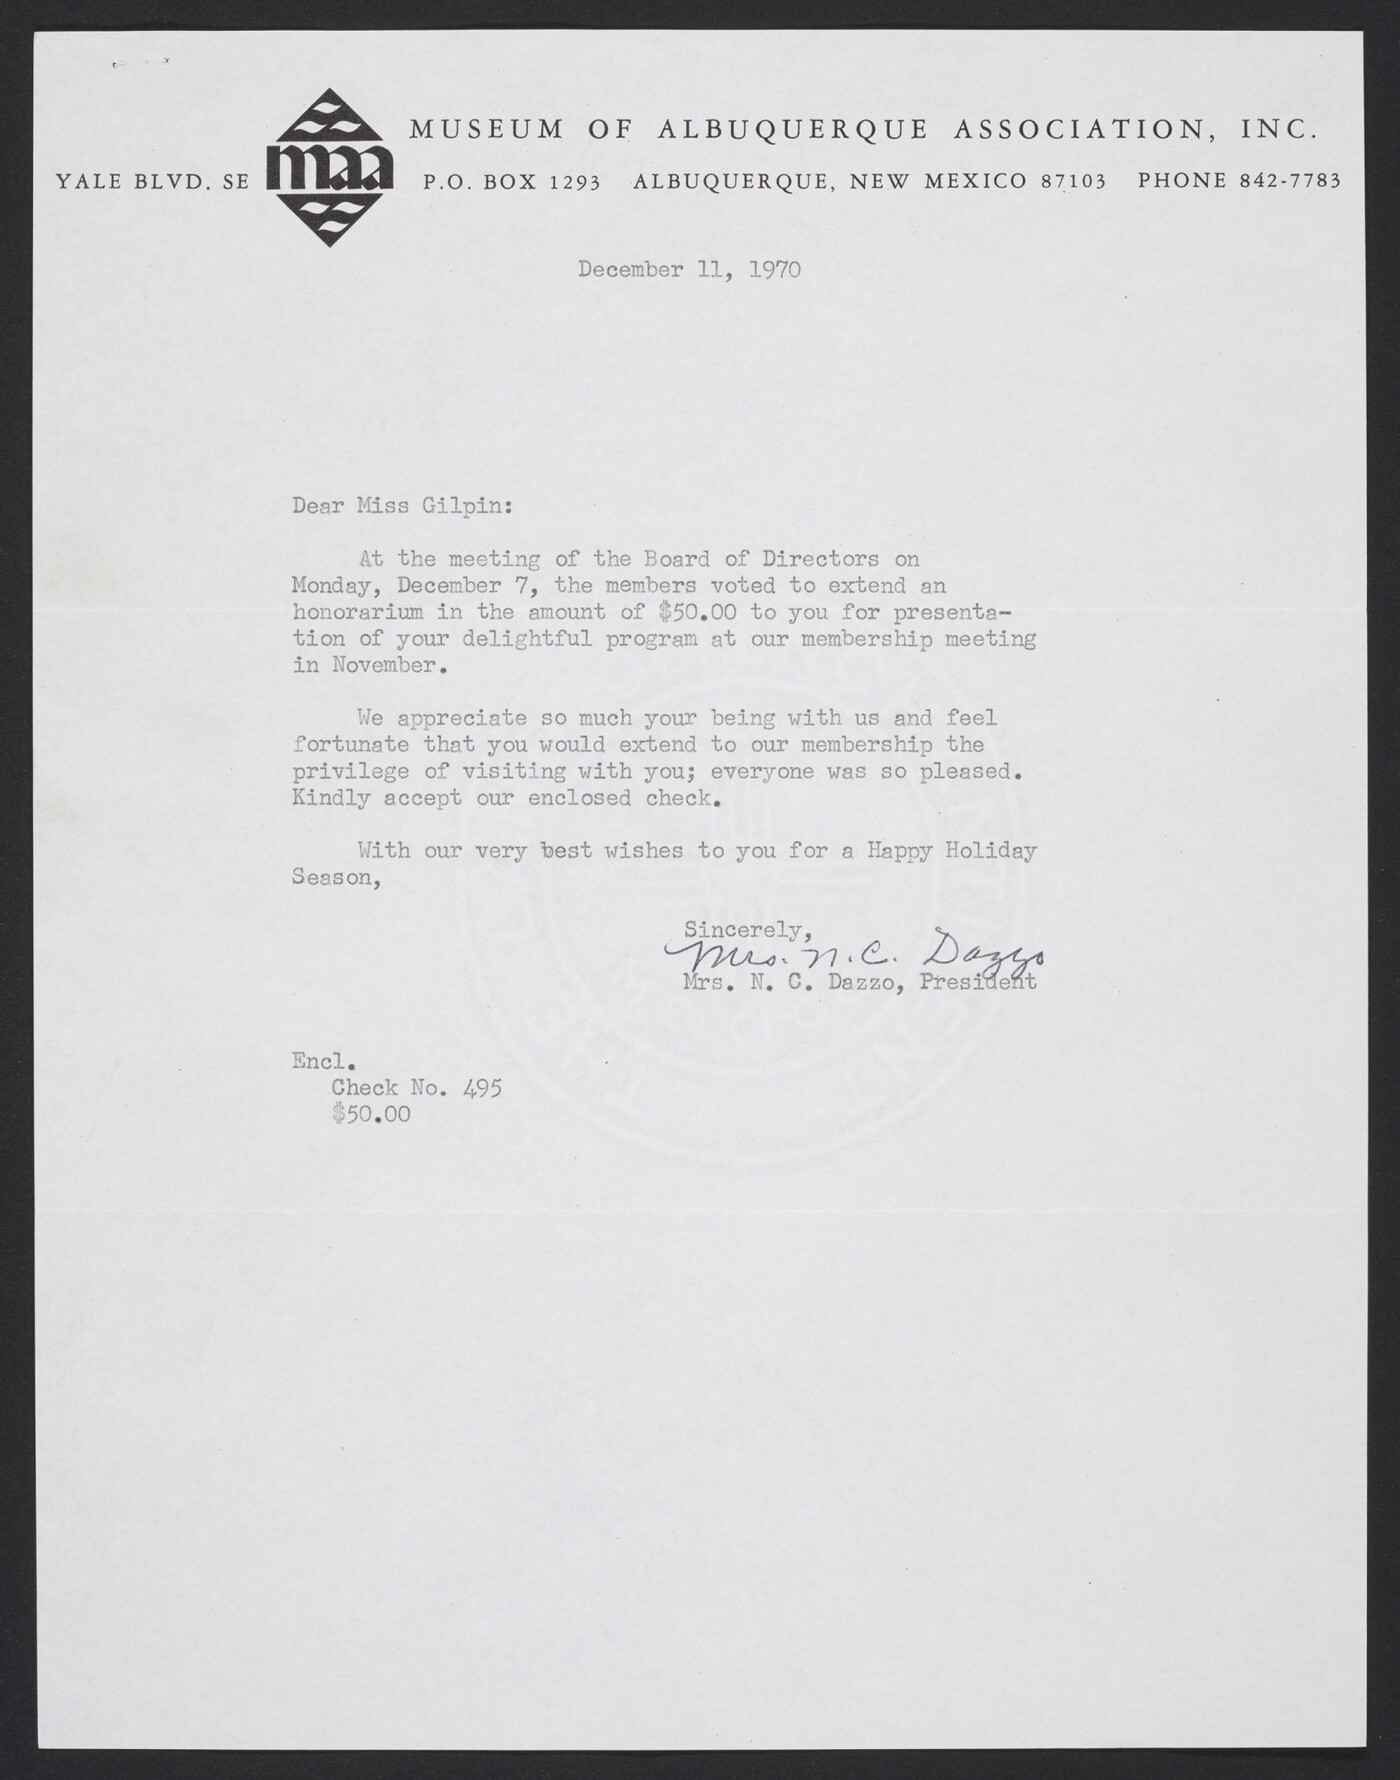 MUSEUM OF ALBUQUERQUE ASSOCIATION, INC.
YALE BLVD. SE maa P.O. BOX 1293 ALBUQUERQUE, NEW MEXICO 87103 PHONE 842-7783
December 11, 1970
Dear Miss Gilpin:
At the meeting of the Board of Directors on
Monday, December 7, the members voted to extend an
honorarium in the amount of $50.00 to you for presenta-
tion of your delightful program at our membership meeting
in November.
We appreciate so much your being with us and feel
fortunate that you would extend to our membership the
privilege of visiting with you; everyone was so pleased.
Kindly accept our enclosed check.
With our very best wishes to you for a Happy Holiday
Season,
Sincerely,
Mrs. N. C. Dazzo
Mrs. N. C. Dazzo, President
Encl.
Check No. 495
$50.00